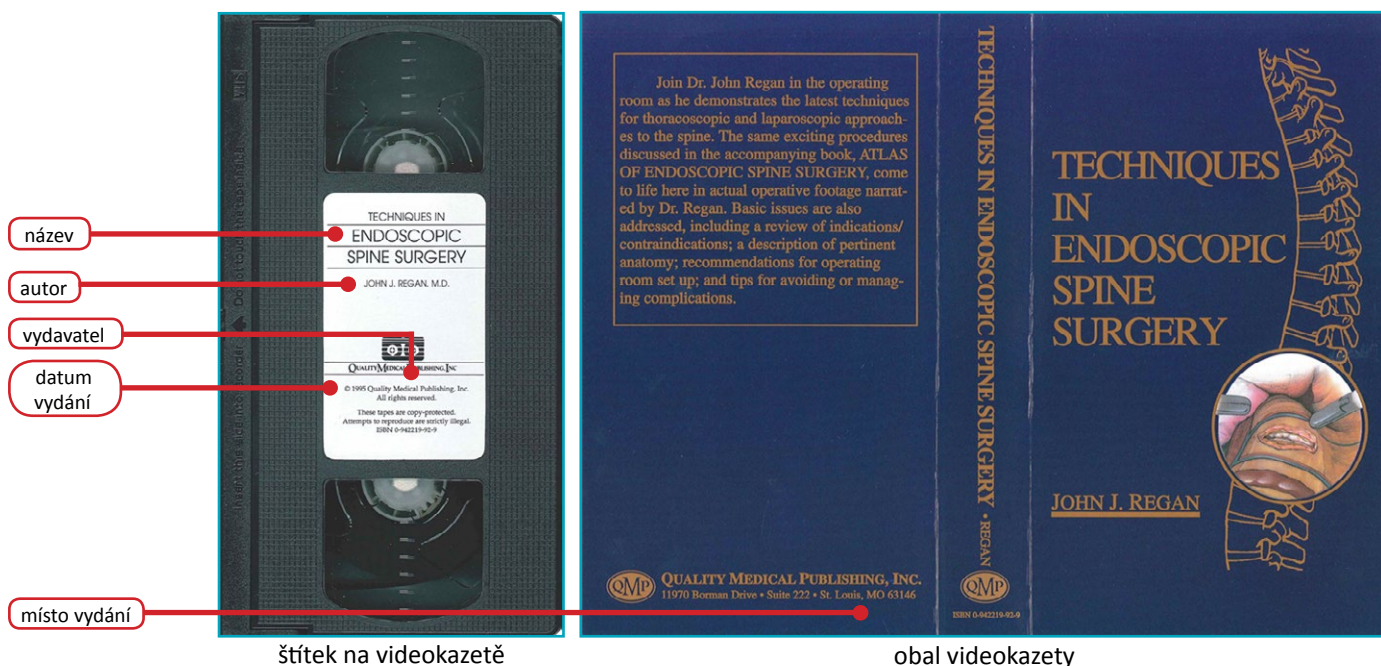 název
autor
vydavatel
datum
vydání
místo vydání
VHS
TECHNIQUES IN
ENDOSCOPIC
SPINE SURGERY
JOHN J. REGAN, M.D.
QUALITY MEDICAL PUBLISHING, INC
© 1995 Quality Medical Publishing, Inc.
All rights reserved.
These tapes are copy-protected.
Attempts to reproduce are strictly illegal.
ISBN 0-942219-92-9
štítek na videokazetě
Join Dr. John Regan in the operating
room as he demonstrates the latest techniques
for thoracoscopic and laparoscopic approach-
es to the spine. The same exciting procedures
discussed in the accompanying book, ATLAS
OF ENDOSCOPIC SPINE SURGERY, come
to life here in actual operative footage narrat-
ed by Dr. Regan. Basic issues are also
addressed, including a review of indications/
contraindications; a description of pertinent
anatomy; recommendations for operating
room set up; and tips for avoiding or manag-
ing complications.
QMP
QUALITY MEDICAL PUBLISHING, INC.
11970 Borman Drive • Suite 222 • St. Louis, MO 63146
TECHNIQUES IN ENDOSCOPIC SPINE SURGERY • REGAN
QMP
ISBN 0-942219-92-9
TECHNIQUES
IN
ENDOSCOPIC
SPINE
SURGERY
JOHN J. REGAN
obal videokazety